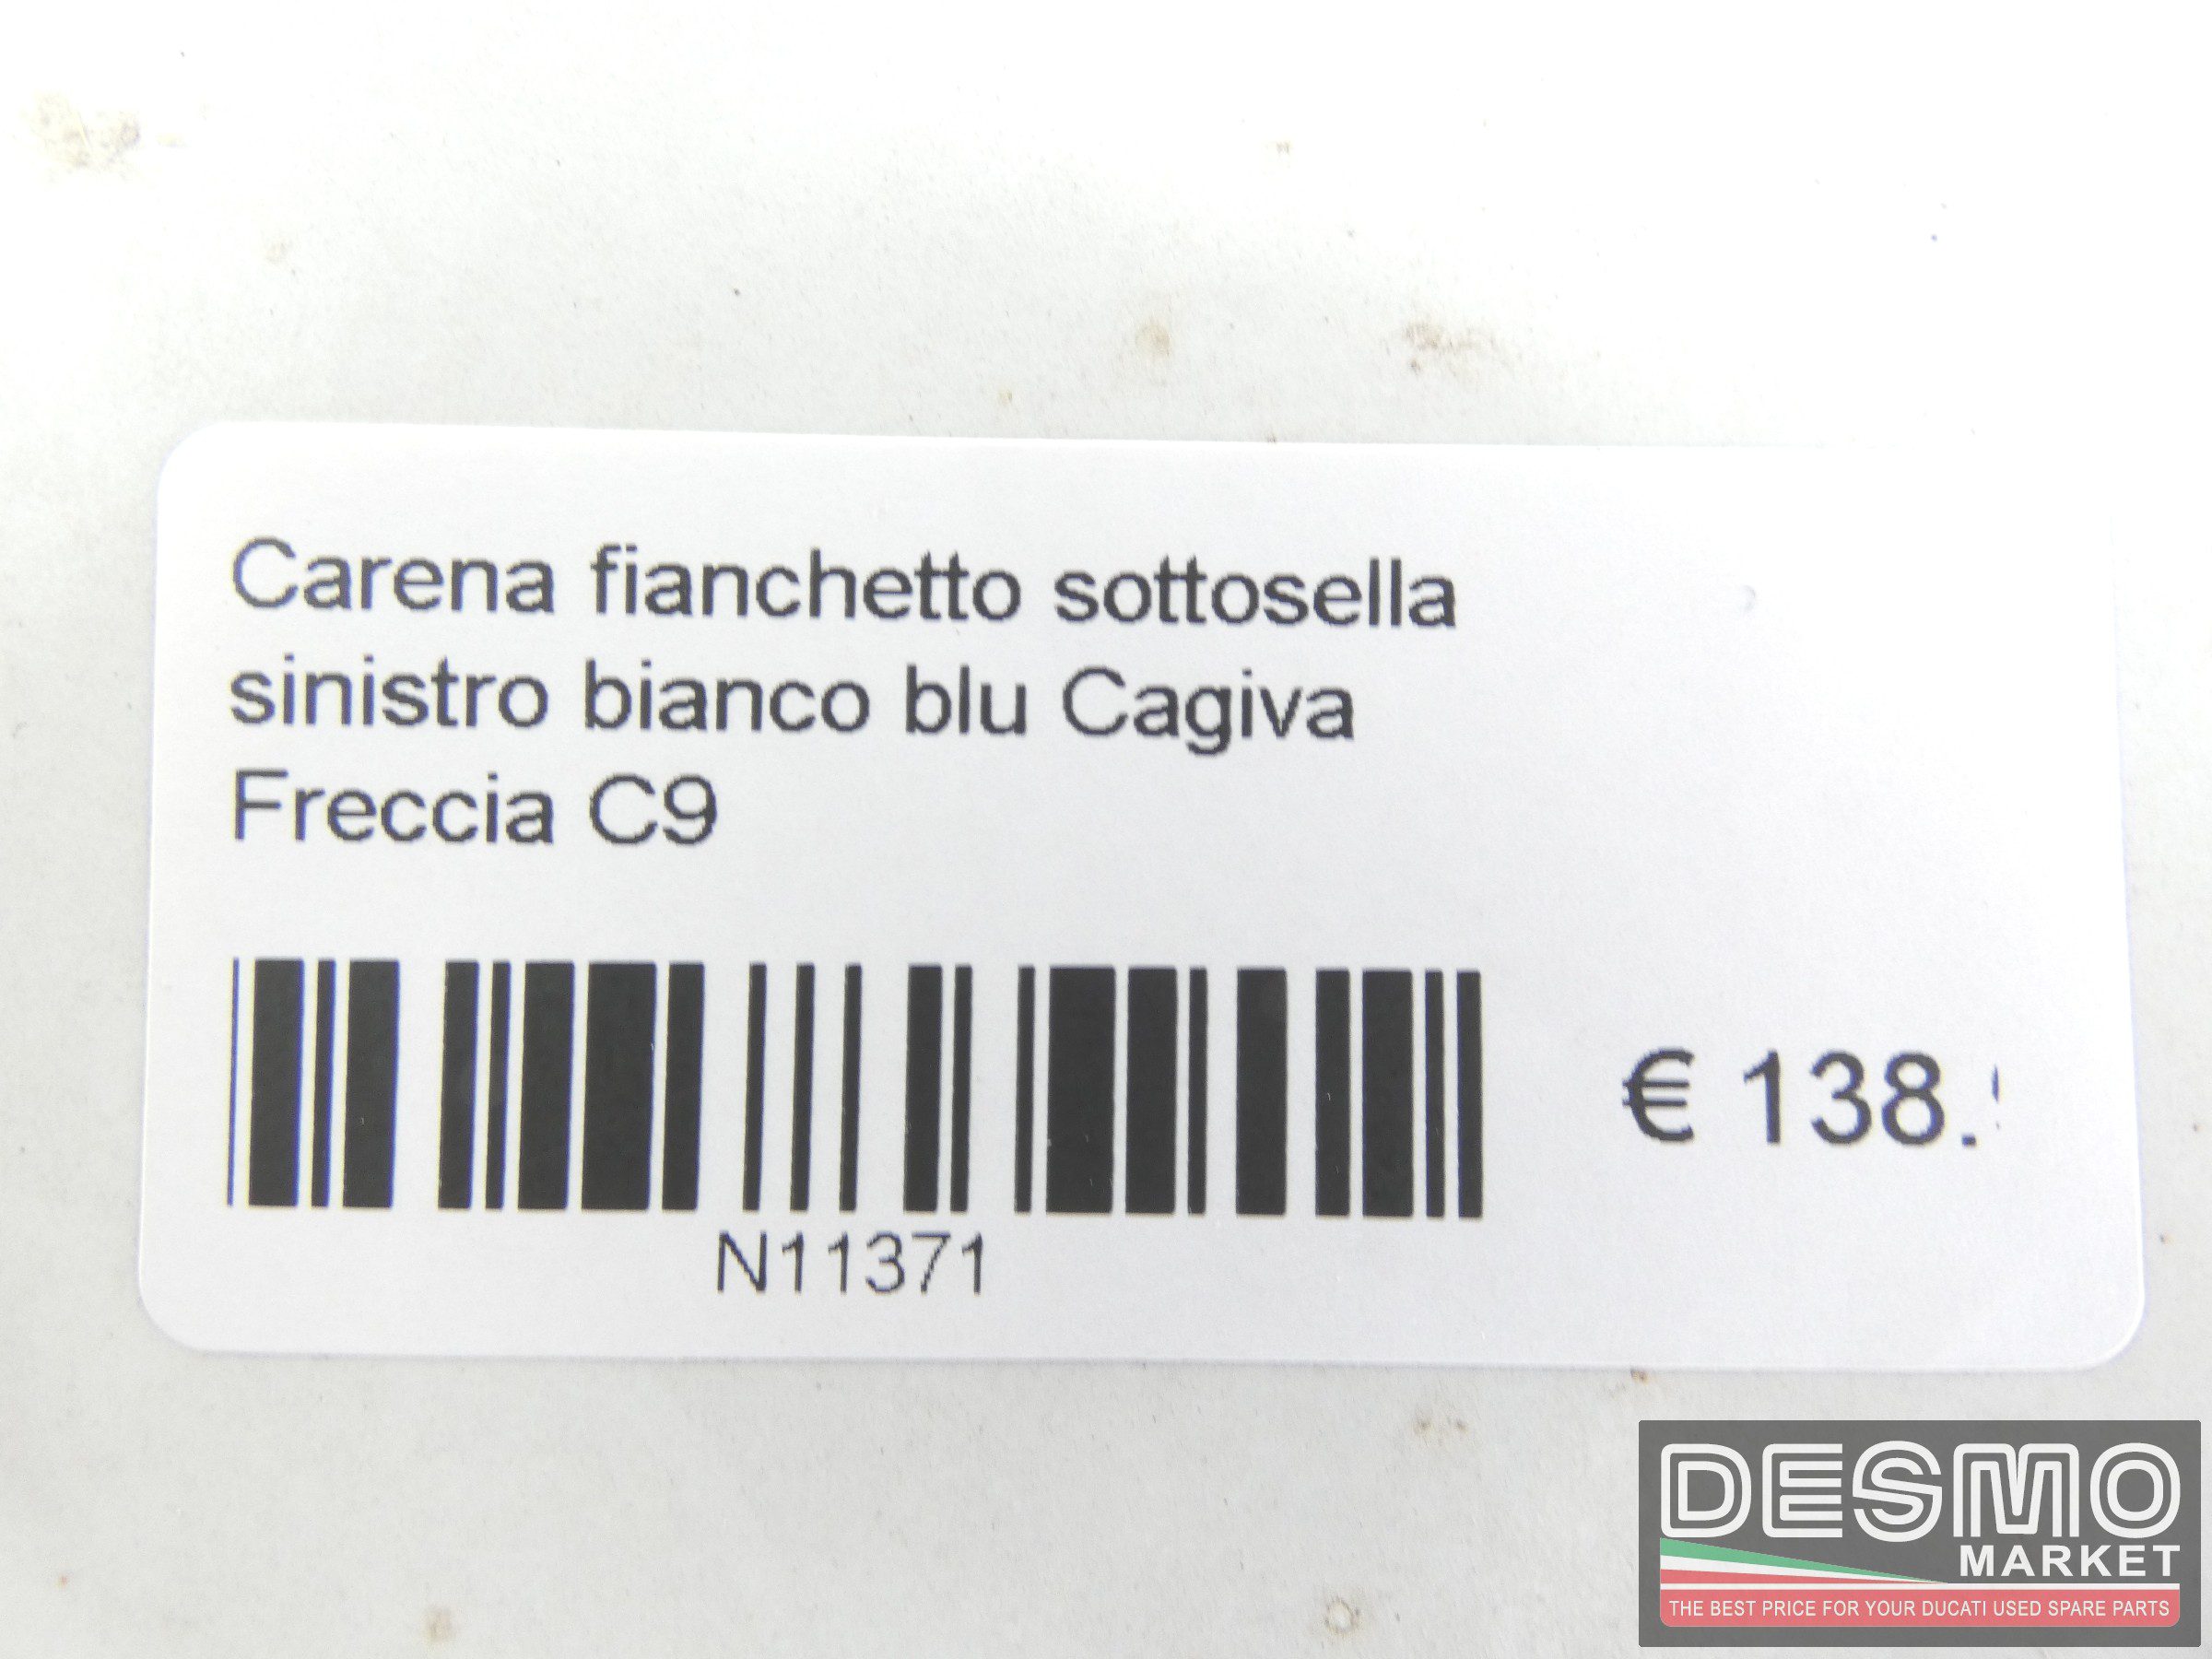 Carena fianchetto sottosella
sinistro bianco blu Cagiva
Freccia C9
€ 138.
N11371
DESMO
MARKET
THE BEST PRICE FOR YOUR DUCATI USED SPARE PARTS